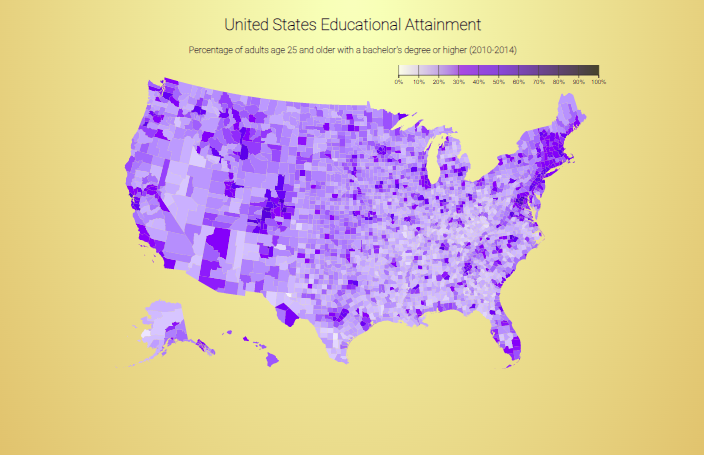 United States Educational Attainment
Percentage of adults age 25 and older with a bachelor's degree or higher (2010-2014)
0% 10% 20% 30% 40% 50% 60% 70% 80% 90% 100%